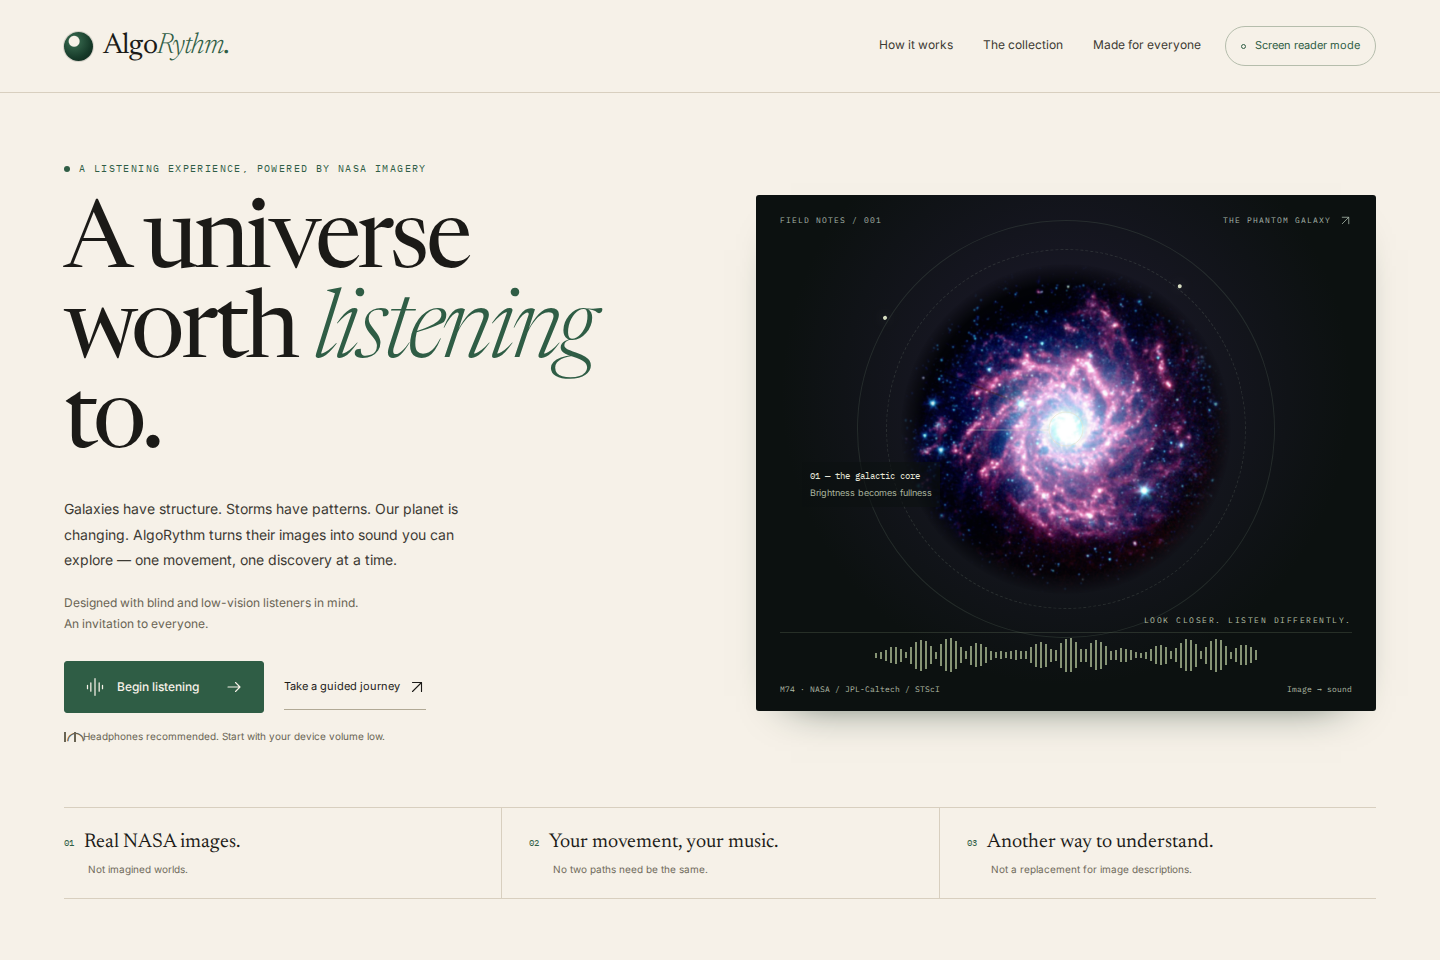 AlgoRythm.
How it works
The collection
Made for everyone
Screen reader mode
A LISTENING EXPERIENCE, POWERED BY NASA IMAGERY
A universe
worth listening
to.
Galaxies have structure. Storms have patterns. Our planet is
changing. AlgoRythm turns their images into sound you can
explore — one movement, one discovery at a time.
Designed with blind and low-vision listeners in mind.
An invitation to everyone.
Begin listening
Take a guided journey
Headphones recommended. Start with your device volume low.
FIELD NOTES / 001
THE PHANTOM GALAXY
01 — the galactic core
Brightness becomes fullness
LOOK CLOSER. LISTEN DIFFERENTLY.
M74 · NASA / JPL-Caltech / STScI
Image → sound
01 Real NASA images.
Not imagined worlds.
02 Your movement, your music.
No two paths need be the same.
03 Another way to understand.
Not a replacement for image descriptions.